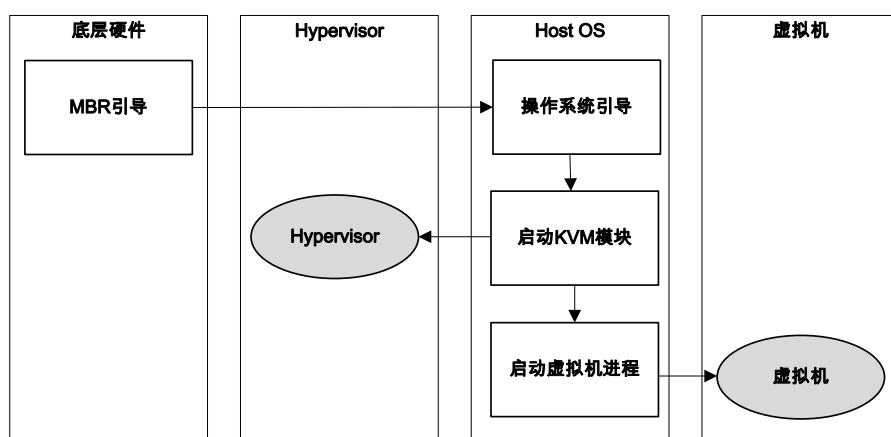 底层硬件
Hypervisor
Host OS
虚拟机
MBR引导
操作系统引导
Hypervisor
启动KVM模块
启动虚拟机进程
虚拟机